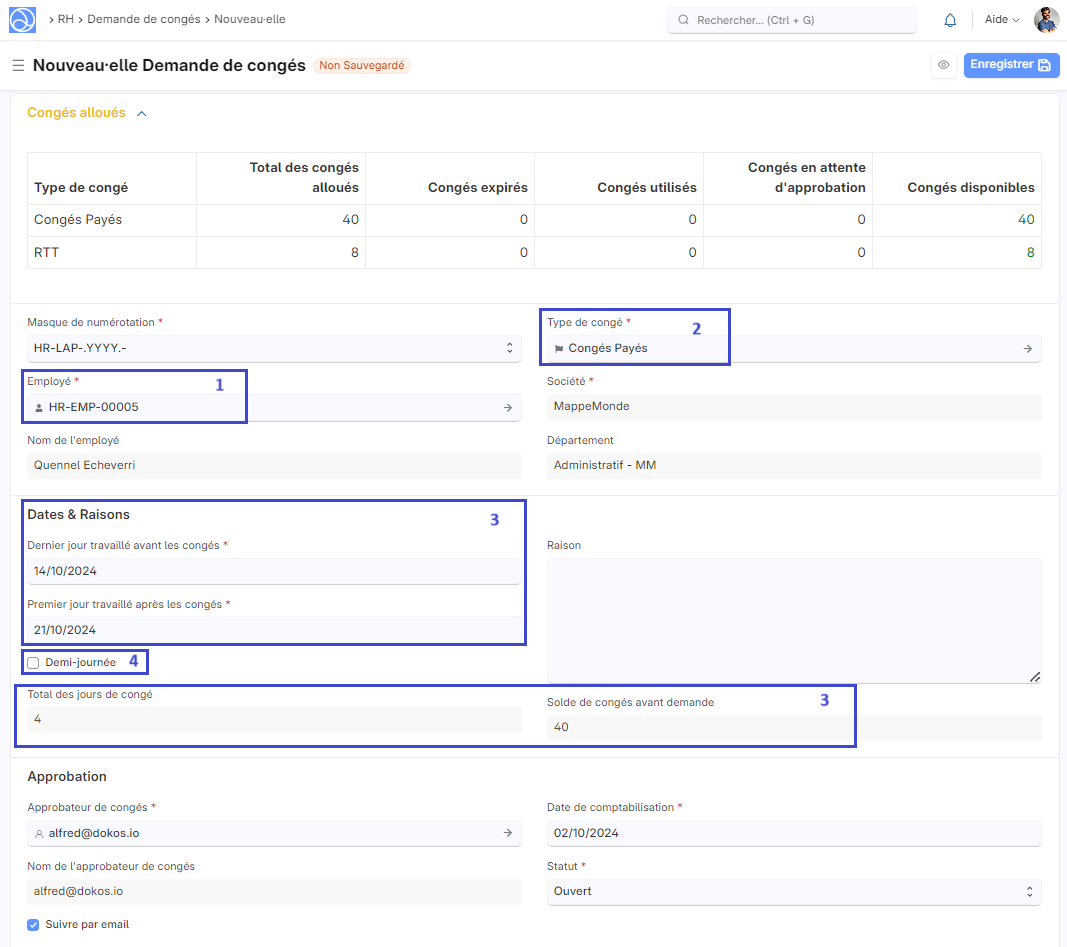 RH > Demande de congés > Nouveau·elle
Rechercher... (Ctrl + G)
Aide
Nouveau·elle Demande de congés
Non Sauvegardé
Enregistrer
Congés alloués
Type de congé
Total des congés
alloués
Congés expirés
Congés utilisés
Congés en attente
d'approbation
Congés disponibles
Congés Payés 40 0 0 0 40
RTT 8 0 0 0 8
Masque de numérotation *
HR-LAP-.YYYY.-
Type de congé * 2
Congés Payés
Employé * 1
HR-EMP-00005
Société *
MappeMonde
Nom de l'employé
Quennel Echeverri
Département
Administratif - MM
Dates & Raisons 3
Dernier jour travaillé avant les congés *
14/10/2024
Premier jour travaillé après les congés *
21/10/2024
Raison
Demi-journée 4
Total des jours de congé
4
Solde de congés avant demande 3
40
Approbation
Approbateur de congés *
alfred@dokos.io
Date de comptabilisation *
02/10/2024
Nom de l'approbateur de congés
alfred@dokos.io
Statut *
Ouvert
Suivre par email